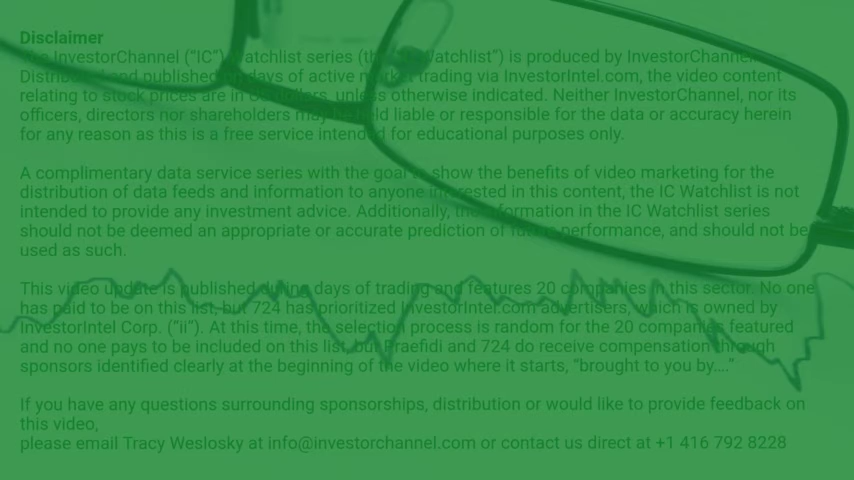 Disclaimer
The InvestorChannel (“IC”) Watchlist series (the Watchlist”) is produced by InvestorChannel.
Distributed and published on days of active market trading via InvestorIntel.com, the video content
relating to stock prices are in dollars, unless otherwise indicated. Neither InvestorChannel, nor its
officers, directors nor shareholders may be held liable or responsible for the data or accuracy herein
for any reason as this is a free service intended for educational purposes only.
A complimentary data service series with the goal to show the benefits of video marketing for the
distribution of data feeds and information to anyone interested in this content, the IC Watchlist is not
intended to provide any investment advice. Additionally, the information in the IC Watchlist series
should not be deemed an appropriate or accurate prediction of future performance, and should not be
used as such.
This video update is published during days of trading and features 20 companies in this sector. No one
has paid to be on this list, but 724 has prioritized InvestorIntel.com advertisers, which is owned by
InvestorIntel Corp. (“ii”). At this time, the selection process is random for the 20 companies featured
and no one pays to be included on this list, but Praefidi and 724 do receive compensation through
sponsors identified clearly at the beginning of the video where it starts, “brought to you by....”
If you have any questions surrounding sponsorships, distribution or would like to provide feedback on
this video,
please email Tracy Weslosky at info@investorchannel.com or contact us direct at +1 416 792 8228